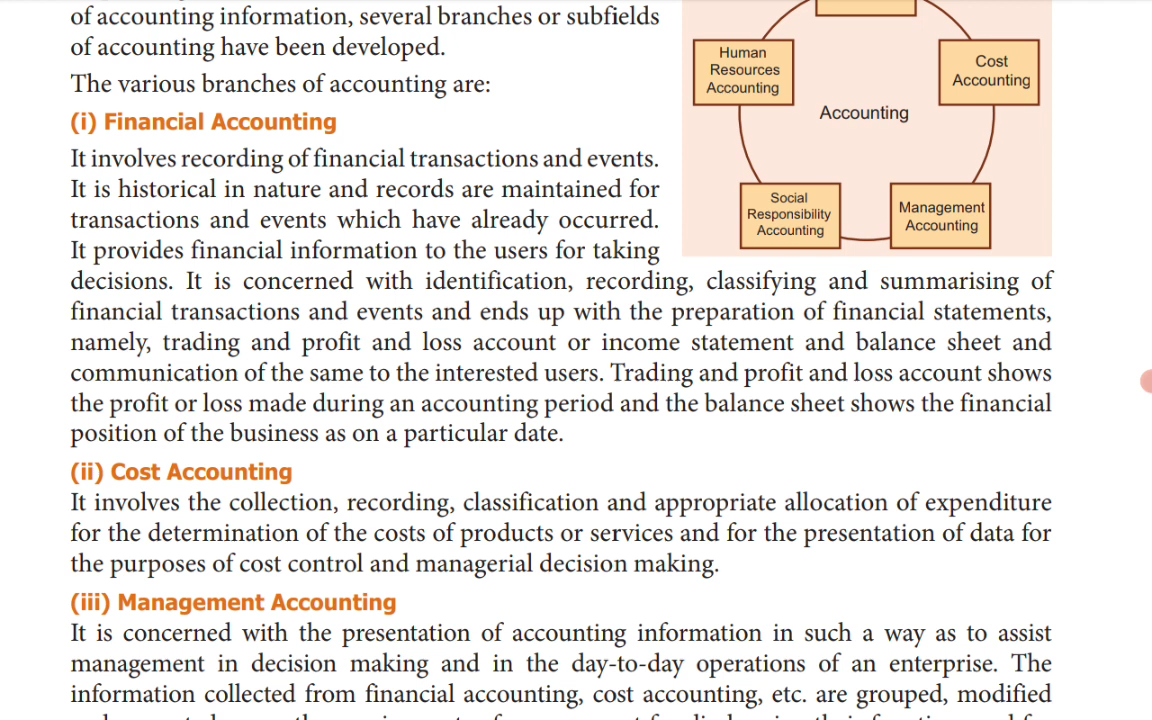 of accounting information, several branches or subfields
of accounting have been developed.
The various branches of accounting are:
(i) Financial Accounting
It involves recording of financial transactions and events.
It is historical in nature and records are maintained for
transactions and events which have already occurred.
It provides financial information to the users for taking
Human
Resources
Accounting
Cost
Accounting
Accounting
Social
Responsibility
Accounting
Management
Accounting
decisions. It is concerned with identification, recording, classifying and summarising of
financial transactions and events and ends up with the preparation of financial statements,
namely, trading and profit and loss account or income statement and balance sheet and
communication of the same to the interested users. Trading and profit and loss account shows
the profit or loss made during an accounting period and the balance sheet shows the financial
position of the business as on a particular date.
(ii) Cost Accounting
It involves the collection, recording, classification and appropriate allocation of expenditure
for the determination of the costs of products or services and for the presentation of data for
the purposes of cost control and managerial decision making.
(iii) Management Accounting
It is concerned with the presentation of accounting information in such a way as to assist
management in decision making and in the day-to-day operations of an enterprise. The
information collected from financial accounting, cost accounting, etc. are grouped, modified